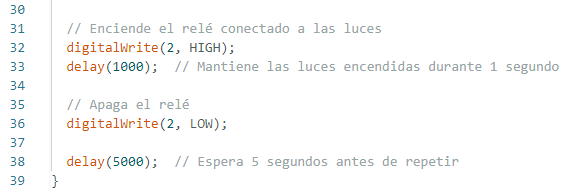 30
31 // Enciende el relé conectado a las luces
32 digitalWrite(2, HIGH);
33 delay(1000);  // Mantiene las luces encendidas durante 1 segundo
34
35 // Apaga el relé
36 digitalWrite(2, LOW);
37
38 delay(5000);  // Espera 5 segundos antes de repetir
39 }